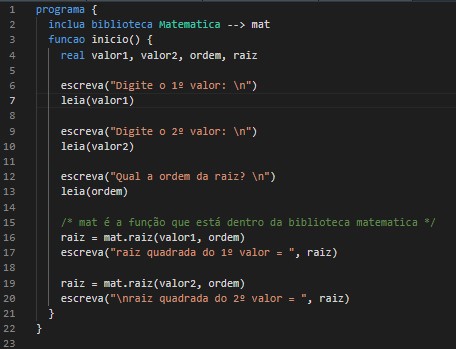 1 programa {
2 inclua biblioteca Matematica --> mat
3 funcao inicio() {
4 real valor1, valor2, ordem, raiz
5
6 escreva("Digite o 1º valor: \n")
7 leia(valor1)
8
9 escreva("Digite o 2º valor: \n")
10 leia(valor2)
11
12 escreva("Qual a ordem da raiz? \n")
13 leia(ordem)
14
15 /* mat é a função que está dentro da biblioteca matematica */
16 raiz = mat.raiz(valor1, ordem)
17 escreva("raiz quadrada do 1º valor = ", raiz)
18
19 raiz = mat.raiz(valor2, ordem)
20 escreva("\nraiz quadrada do 2º valor = ", raiz)
21 }
22 }
23